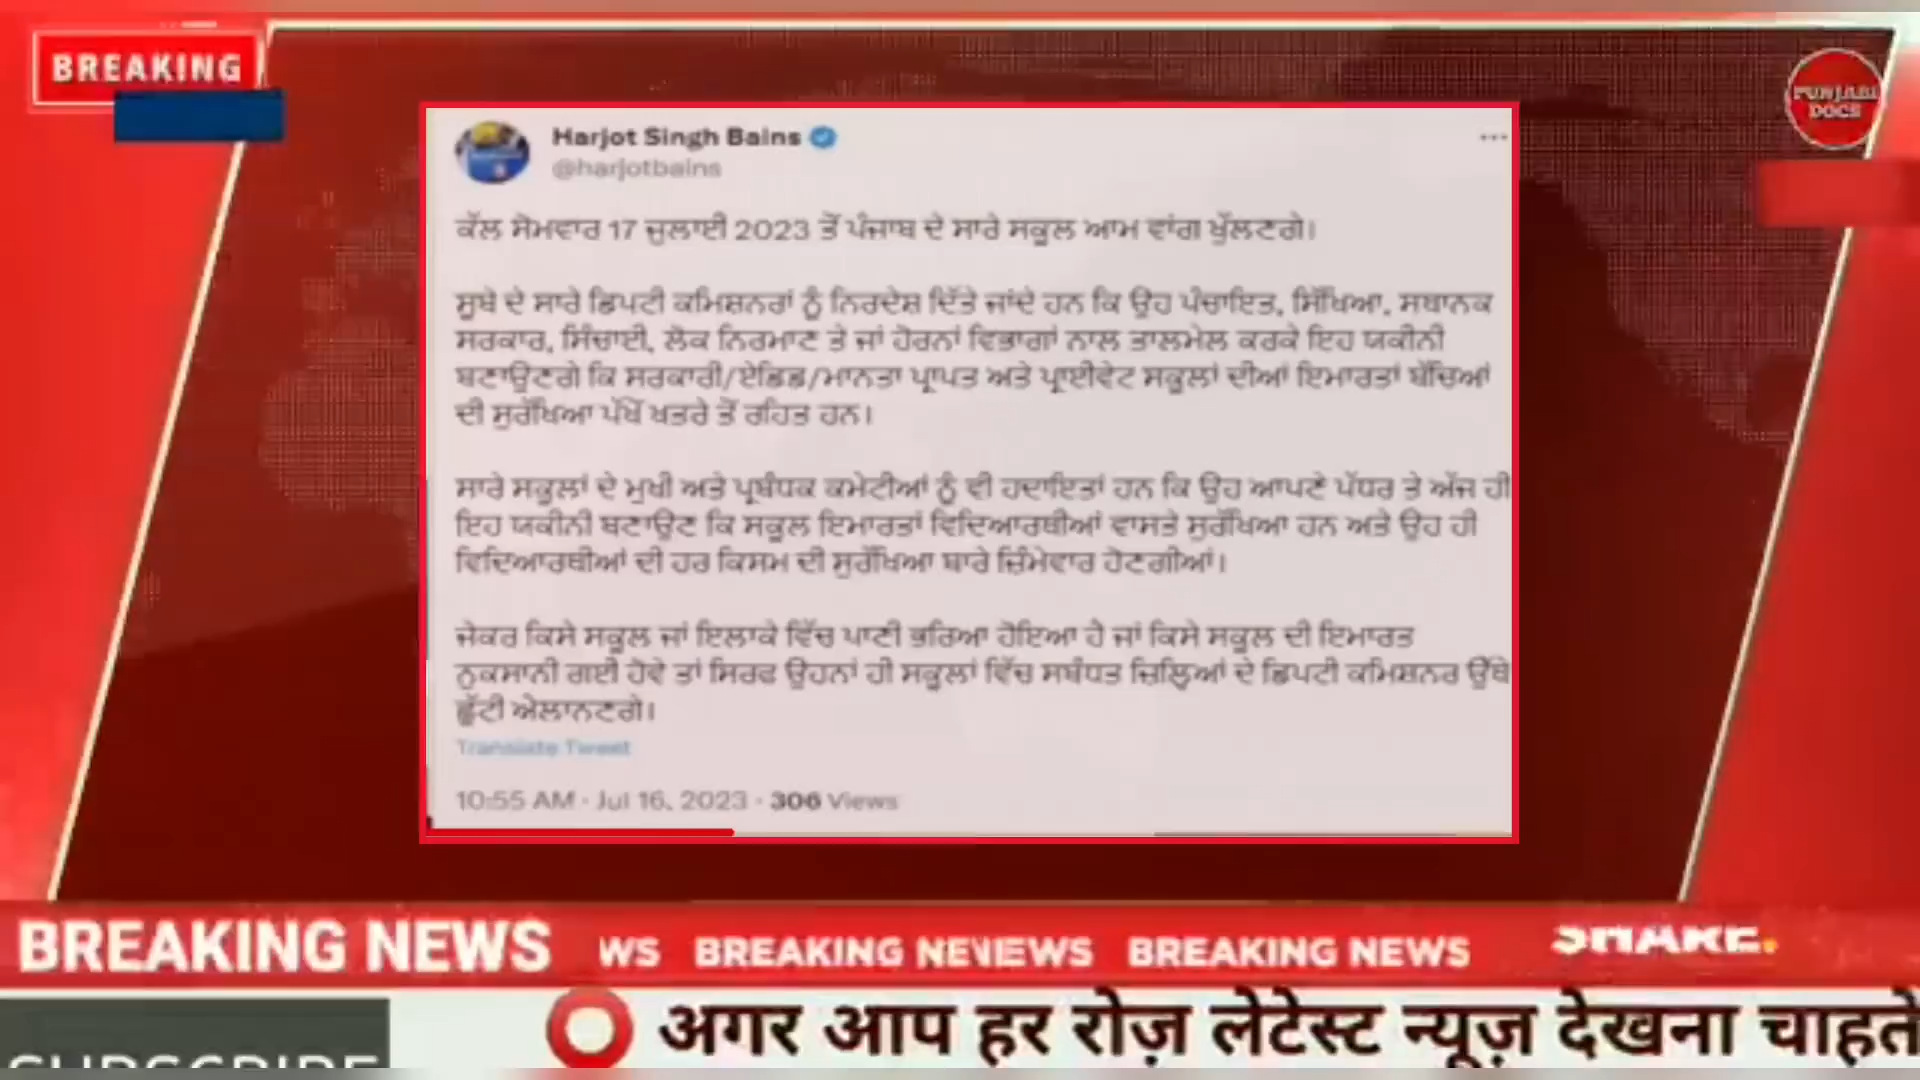 BREAKING
PUNJABI
DOCS
Harjot Singh Bains
@harjotbains
ਕੱਲ ਸੋਮਵਾਰ 17 ਜੁਲਾਈ 2023 ਤੋਂ ਪੰਜਾਬ ਦੇ ਸਾਰੇ ਸਕੂਲ ਆਮ ਵਾਂਗ ਖੁੱਲਣਗੇ।
ਸੂਬੇ ਦੇ ਸਾਰੇ ਡਿਪਟੀ ਕਮਿਸ਼ਨਰਾਂ ਨੂੰ ਨਿਰਦੇਸ਼ ਦਿੱਤੇ ਜਾਂਦੇ ਹਨ ਕਿ ਉਹ ਪੰਚਾਇਤ, ਸਿੱਖਿਆ, ਸਥਾਨਕ
ਸਰਕਾਰ, ਸਿੰਚਾਈ, ਲੋਕ ਨਿਰਮਾਣ ਤੇ ਜਾਂ ਹੋਰਨਾਂ ਵਿਭਾਗਾਂ ਨਾਲ ਤਾਲਮੇਲ ਕਰਕੇ ਇਹ ਯਕੀਨੀ
ਬਣਾਉਣਗੇ ਕਿ ਸਰਕਾਰੀ/ਏਡਿਡ/ਮਾਨਤਾ ਪ੍ਰਾਪਤ ਅਤੇ ਪ੍ਰਾਈਵੇਟ ਸਕੂਲਾਂ ਦੀਆਂ ਇਮਾਰਤਾਂ ਬੱਚਿਆਂ
ਦੀ ਸੁਰੱਖਿਆ ਪੱਖੋਂ ਖਤਰੇ ਤੋਂ ਰਹਿਤ ਹਨ।
ਸਾਰੇ ਸਕੂਲਾਂ ਦੇ ਮੁਖੀ ਅਤੇ ਪ੍ਰਬੰਧਕ ਕਮੇਟੀਆਂ ਨੂੰ ਵੀ ਹਦਾਇਤਾਂ ਹਨ ਕਿ ਉਹ ਆਪਣੇ ਪੱਧਰ ਤੇ ਅੱਜ ਹੀ
ਇਹ ਯਕੀਨੀ ਬਣਾਉਣ ਕਿ ਸਕੂਲ ਇਮਾਰਤਾਂ ਵਿਦਿਆਰਥੀਆਂ ਵਾਸਤੇ ਸੁਰੱਖਿਆ ਹਨ ਅਤੇ ਉਹ ਹੀ
ਵਿਦਿਆਰਥੀਆਂ ਦੀ ਹਰ ਕਿਸਮ ਦੀ ਸੁਰੱਖਿਆ ਬਾਰੇ ਜ਼ਿੰਮੇਵਾਰ ਹੋਣਗੀਆਂ।
ਜੇਕਰ ਕਿਸੇ ਸਕੂਲ ਜਾਂ ਇਲਾਕੇ ਵਿੱਚ ਪਾਣੀ ਭਰਿਆ ਹੋਇਆ ਹੈ ਜਾਂ ਕਿਸੇ ਸਕੂਲ ਦੀ ਇਮਾਰਤ
ਨੁਕਸਾਨੀ ਗਈ ਹੋਵੇ ਤਾਂ ਸਿਰਫ ਉਹਨਾਂ ਹੀ ਸਕੂਲਾਂ ਵਿੱਚ ਸਬੰਧਤ ਜ਼ਿਲ੍ਹਿਆਂ ਦੇ ਡਿਪਟੀ ਕਮਿਸ਼ਨਰ ਉੱਥੇ
ਛੁੱਟੀ ਐਲਾਨਣਗੇ।
Translate Tweet
10:55 AM · Jul 16, 2023 · 306 Views
BREAKING NEWS WS BREAKING NEWS BREAKING NEWS
अगर आप हर रोज़ लेटेस्ट न्यूज़ देखना चाहते
SUBSCRIBE